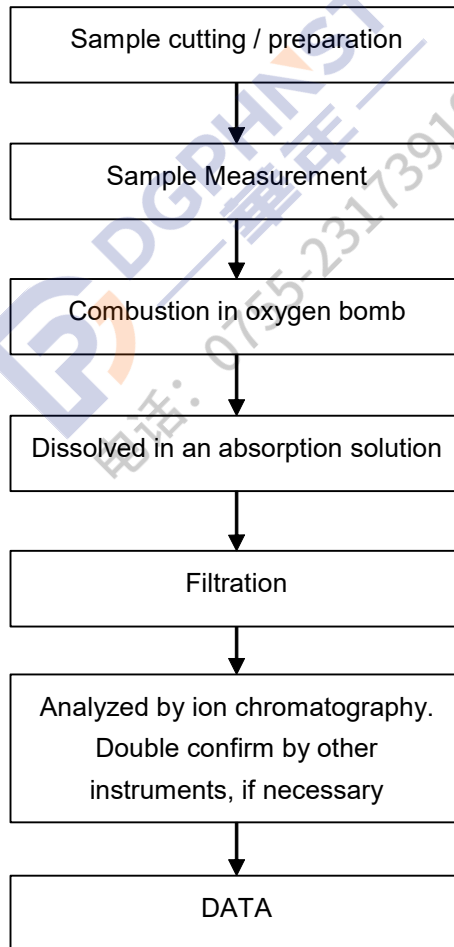 Sample cutting / preparation
DGPHNST
Sample Measurement
Combustion in oxygen bomb
电话：0755-2317391
Dissolved in an absorption solution
Filtration
Analyzed by ion chromatography.
Double confirm by other
instruments, if necessary
DATA